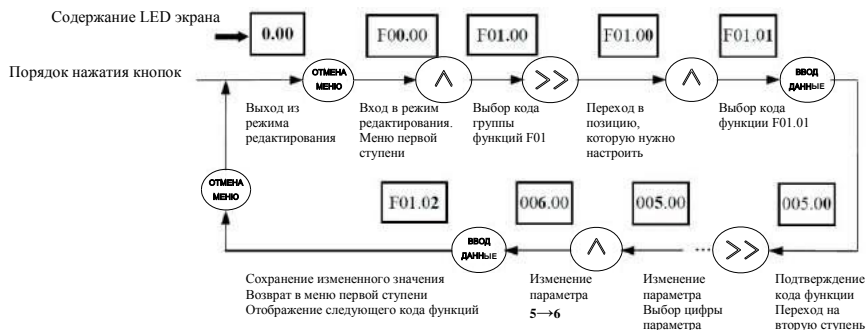 Содержание LED экрана
0.00
F00.00
F01.00
F01.00
F01.01
Порядок нажатия кнопок
ОТМЕНА
МЕНЮ
ВВОД
ДАННЫЕ
Выход из
режима
редактирования
Вход в режим
редактирования.
Меню первой
ступени
Выбор кода
группы
функций F01
Переход в
позицию,
которую нужно
настроить
Выбор кода
функции F01.01
ОТМЕНА
МЕНЮ
F01.02
006.00
005.00
005.00
ВВОД
ДАННЫЕ
...
Сохранение измененного значения
Возврат в меню первой ступени
Отображение следующего кода функций
Изменение
параметра
5→6
Изменение
параметра
Выбор цифры
параметра
Подтверждение
кода функции
Переход на
вторую ступень